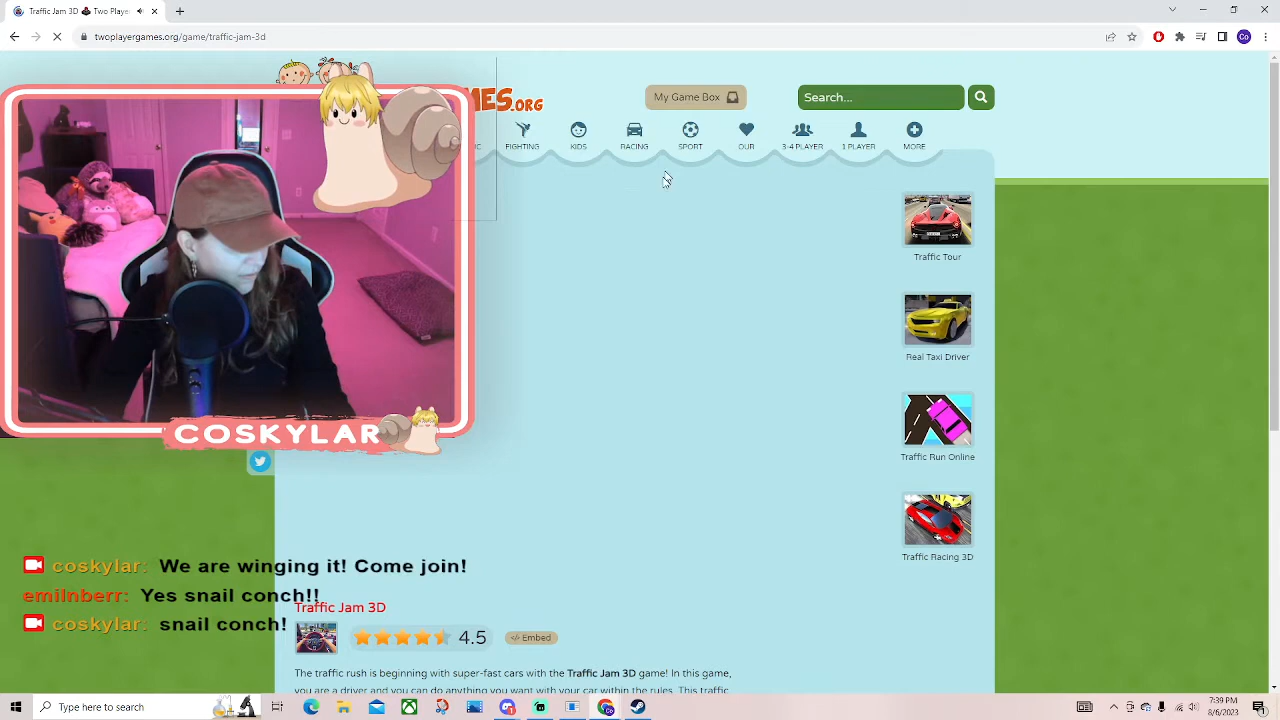 Traffic Jam 3D
Two Player
twoplayergames.org/game/traffic-jam-3d
Co
MES.ORG
My Game Box
Search...
FIGHTING
KIDS
RACING
SPORT
OUR
3-4 PLAYER
1 PLAYER
MORE
Traffic Tour
Real Taxi Driver
Traffic Run Online
Traffic Racing 3D
COSKYLAR
coskylar: We are winging it! Come join!
emilnberr: Yes snail conch!!
coskylar: snail conch!
Traffic Jam 3D
4.5
</> Embed
The traffic rush is beginning with super-fast cars with the Traffic Jam 3D game! In this game,
you are a driver and you can do anything you want with your car within the rules. This traffic
Type here to search
7:39 PM
8/6/2023